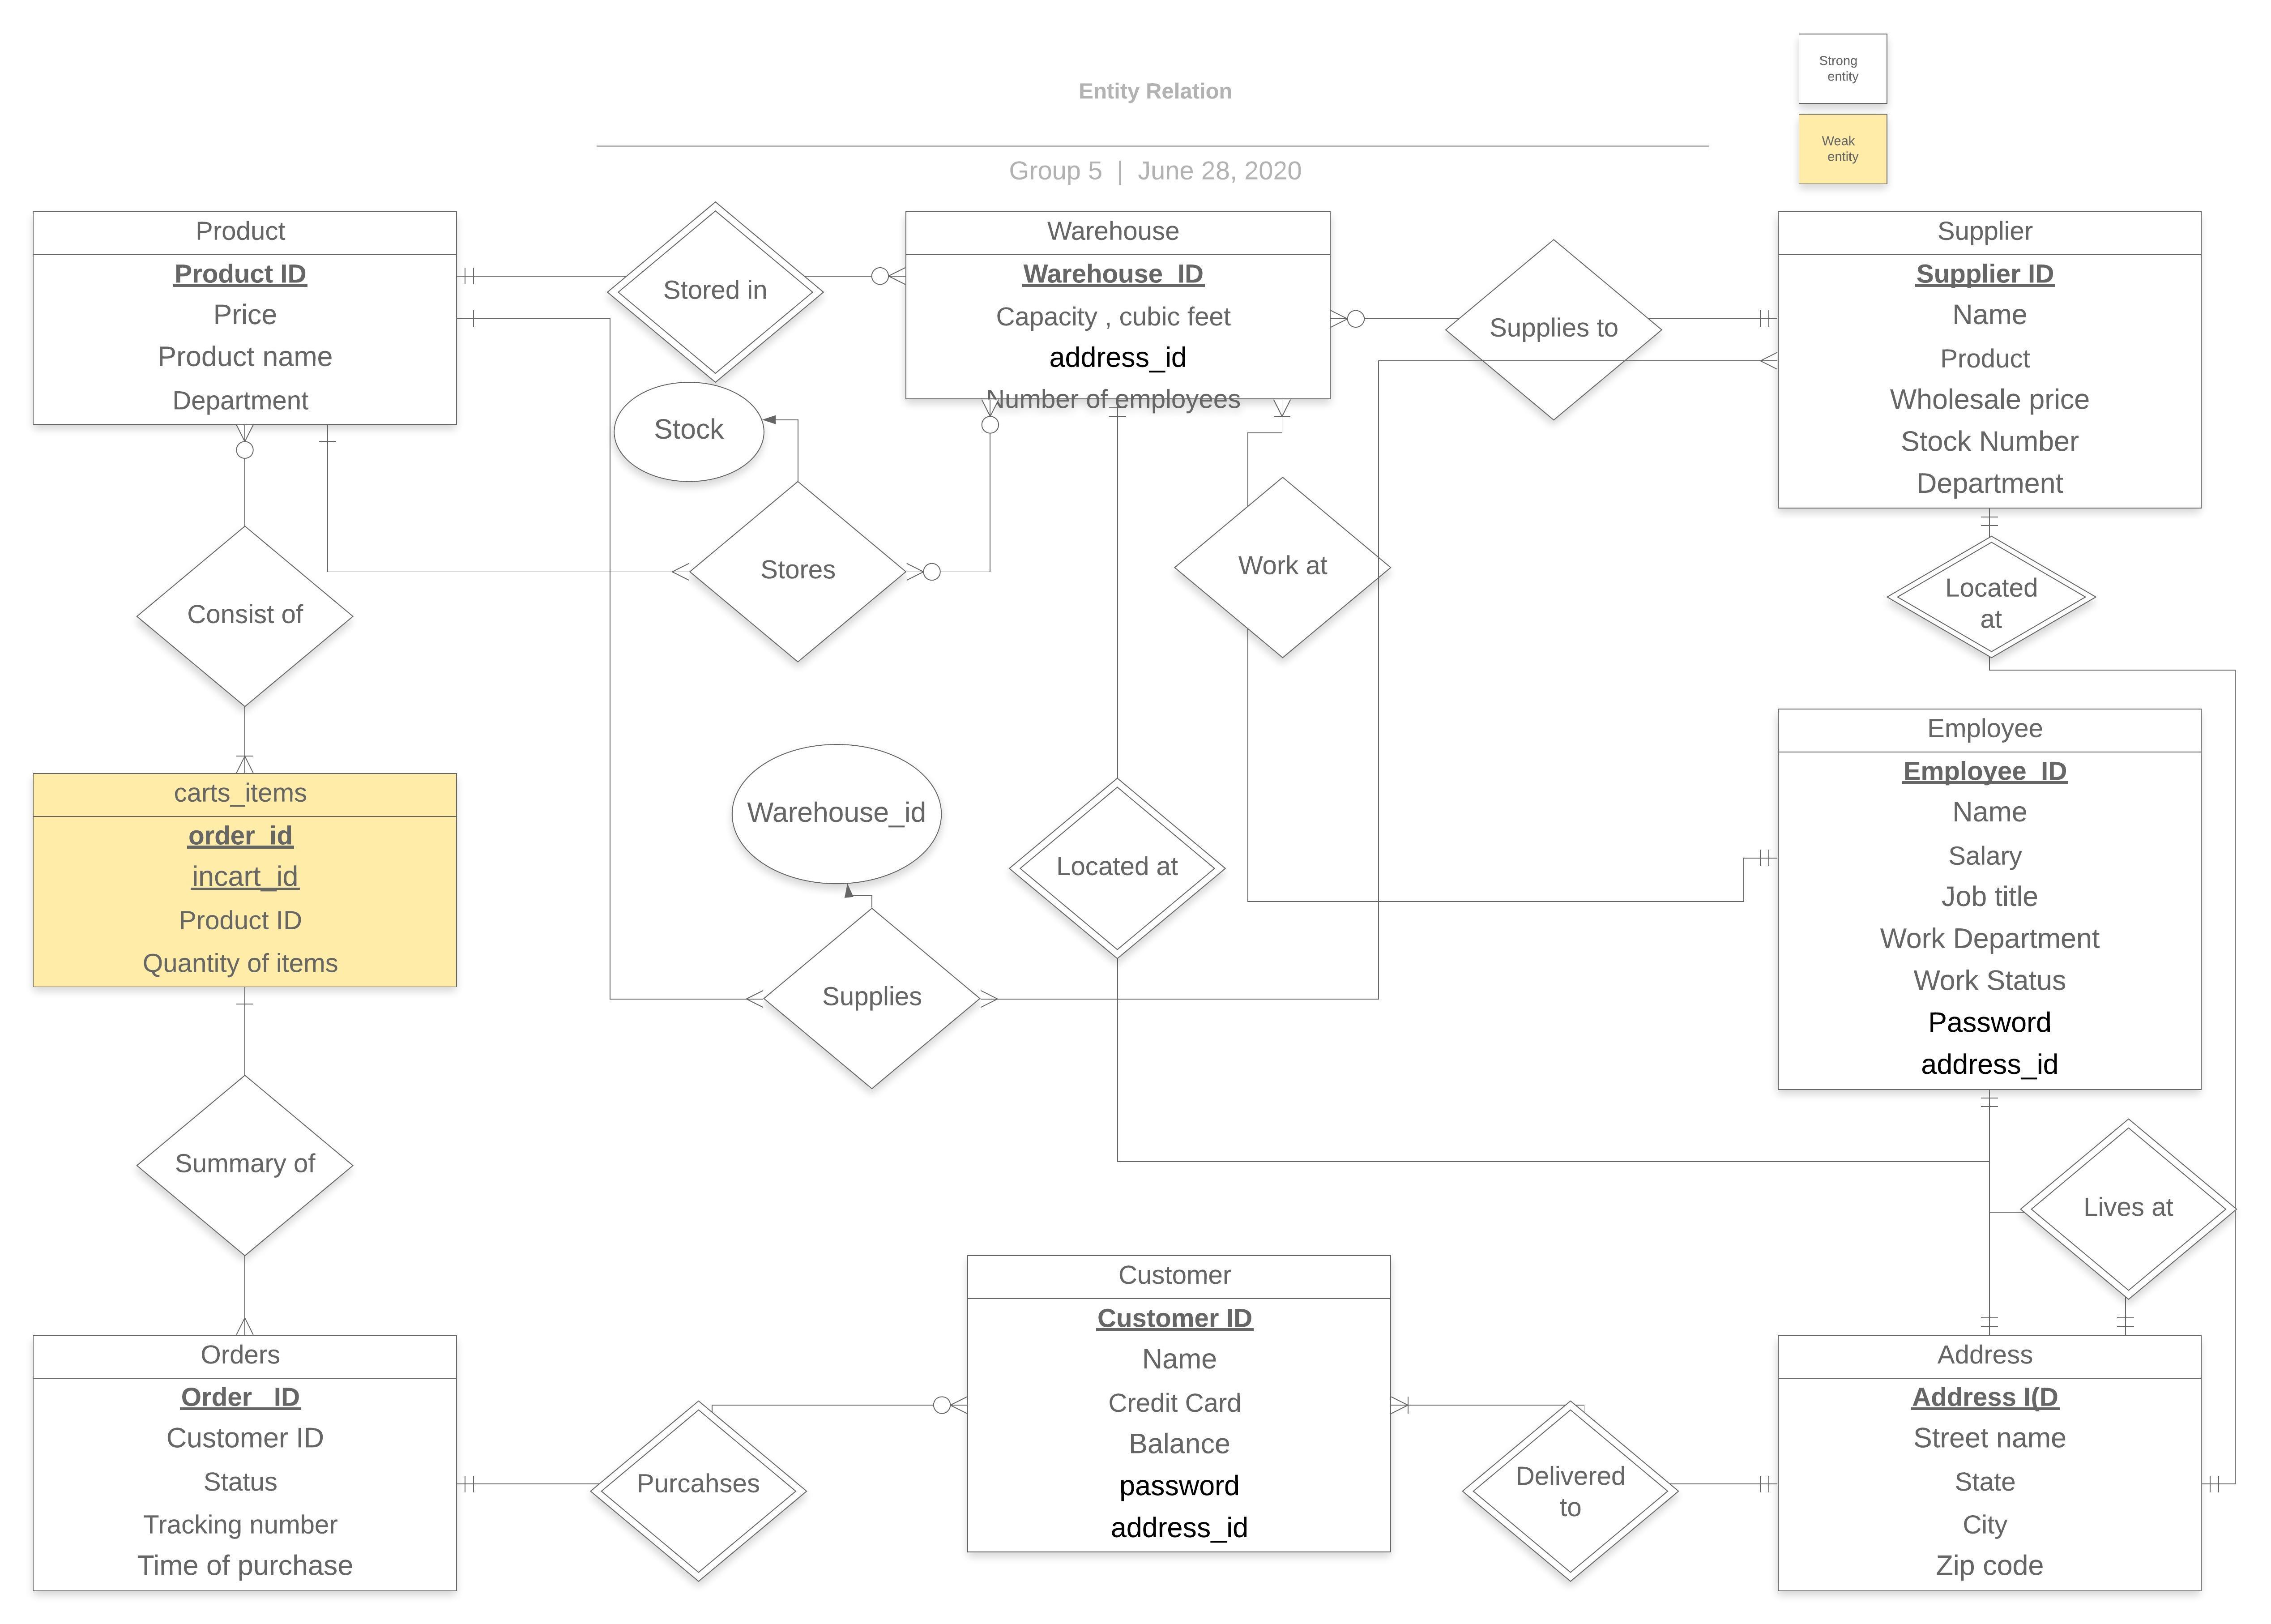 Strong
entity
Entity Relation
Weak
entity
Group 5 | June 28, 2020
Product
Product ID
Price
Product name
Department
Stored in
Warehouse
Warehouse_ID
Capacity , cubic feet
address_id
Number of employees
Supplies to
Supplier
Supplier ID
Name
Product
Wholesale price
Stock Number
Department
Stock
Stores
Work at
Located
at
Consist of
carts_items
order_id
incart_id
Product ID
Quantity of items
Warehouse_id
Located at
Supplies
Employee
Employee_ID
Name
Salary
Job title
Work Department
Work Status
Password
address_id
Summary of
Lives at
Orders
Order_ ID
Customer ID
Status
Tracking number
Time of purchase
Purcahses
Customer
Customer ID
Name
Credit Card
Balance
password
address_id
Delivered
to
Address
Address I(D
Street name
State
City
Zip code